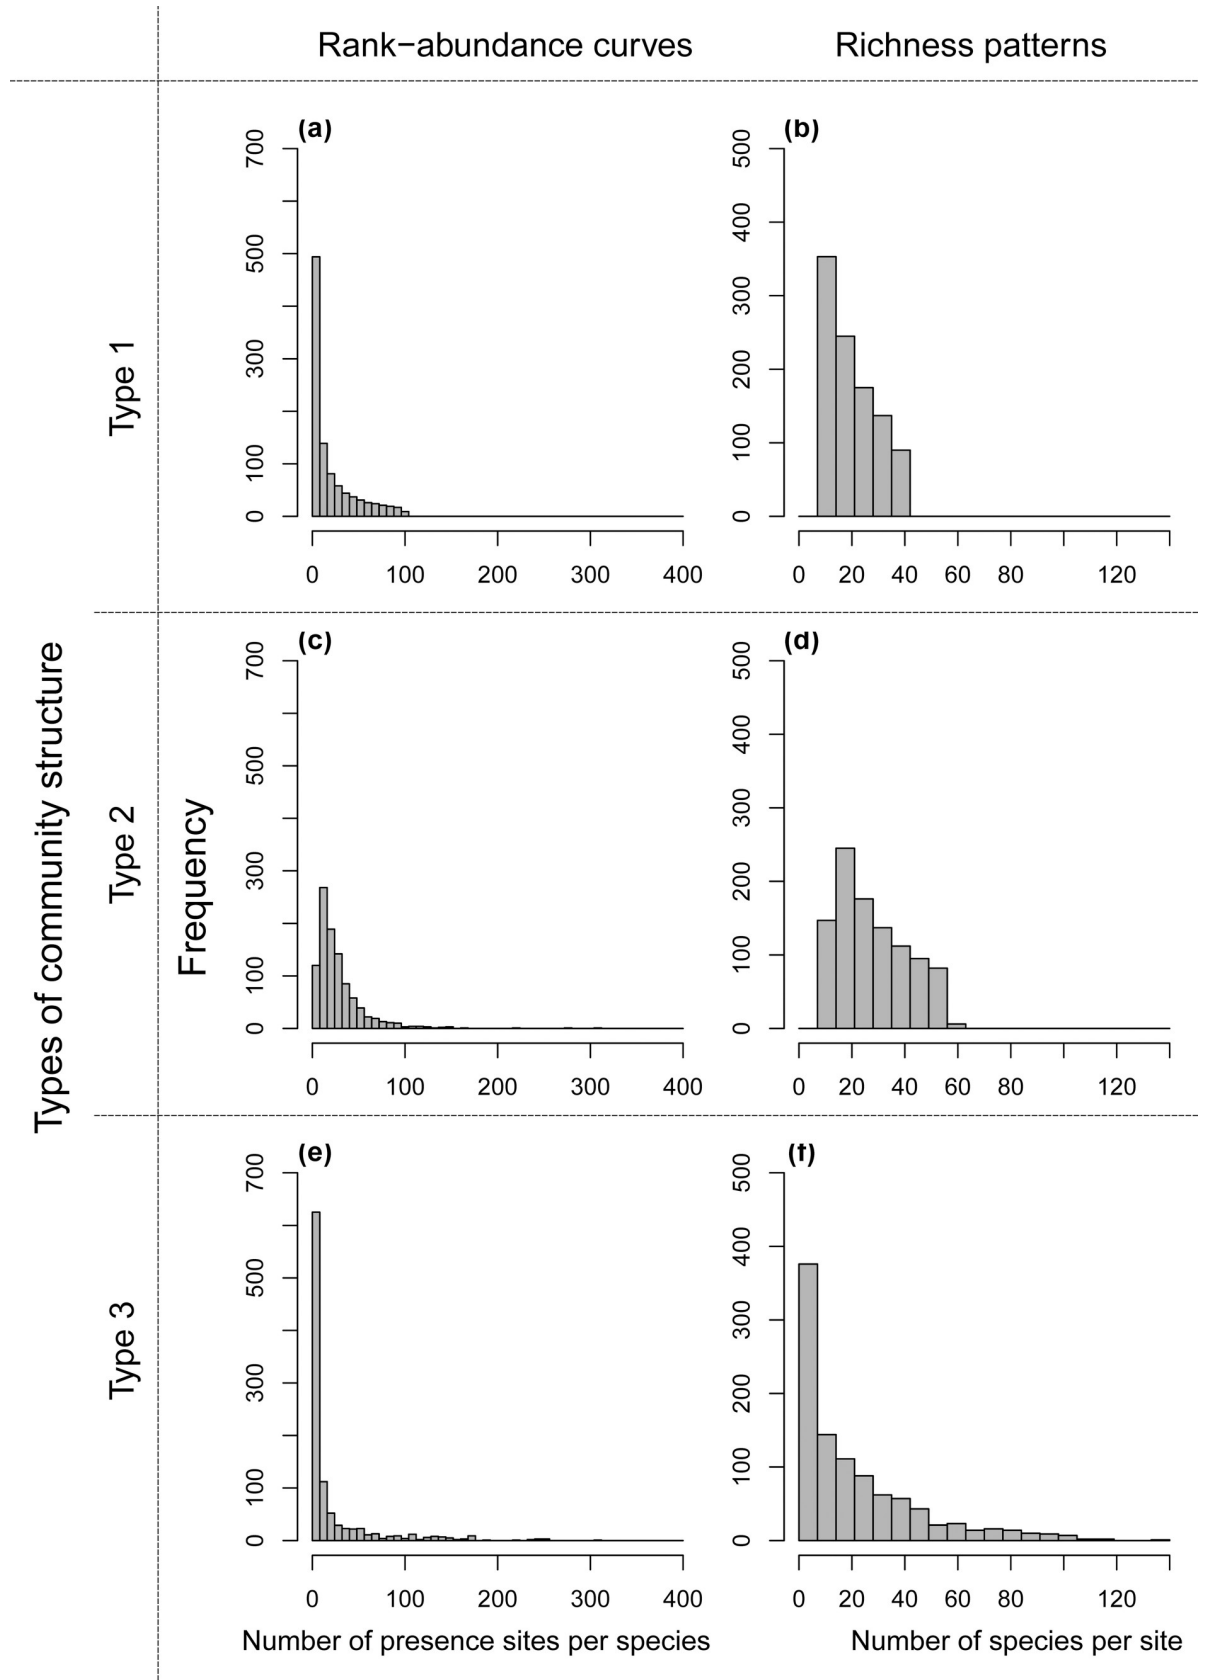 Rank−abundance curves
Richness patterns
Types of community structure
Frequency
Type 1
(a)
700
500
300
100
0
0 100 200 300 400
(b)
500
400
300
200
100
0
0 20 40 60 80 120
Type 2
(c)
700
500
300
100
0
0 100 200 300 400
(d)
500
400
300
200
100
0
0 20 40 60 80 120
Type 3
(e)
700
500
300
100
0
0 100 200 300 400
Number of presence sites per species
(f)
500
400
300
200
100
0
0 20 40 60 80 120
Number of species per site